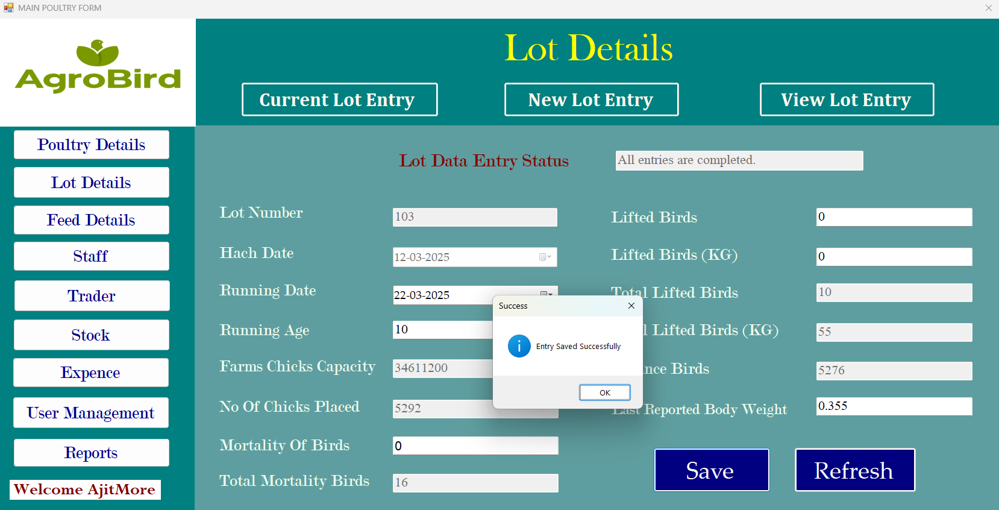 MAIN POULTRY FORM
AgroBird
Lot Details
Current Lot Entry
New Lot Entry
View Lot Entry
Poultry Details
Lot Details
Feed Details
Staff
Trader
Stock
Expence
User Management
Reports
Welcome AjitMore
Lot Data Entry Status
All entries are completed.
Lot Number
103
Hach Date
12-03-2025
Running Date
22-03-2025
Running Age
10
Farms Chicks Capacity
34611200
No Of Chicks Placed
5292
Mortality Of Birds
0
Total Mortality Birds
16
Lifted Birds
0
Lifted Birds (KG)
0
Total Lifted Birds
10
Lifted Birds (KG)
55
Birds
5276
Last Reported Body Weight
0.355
Save
Refresh
Success
Entry Saved Successfully
OK